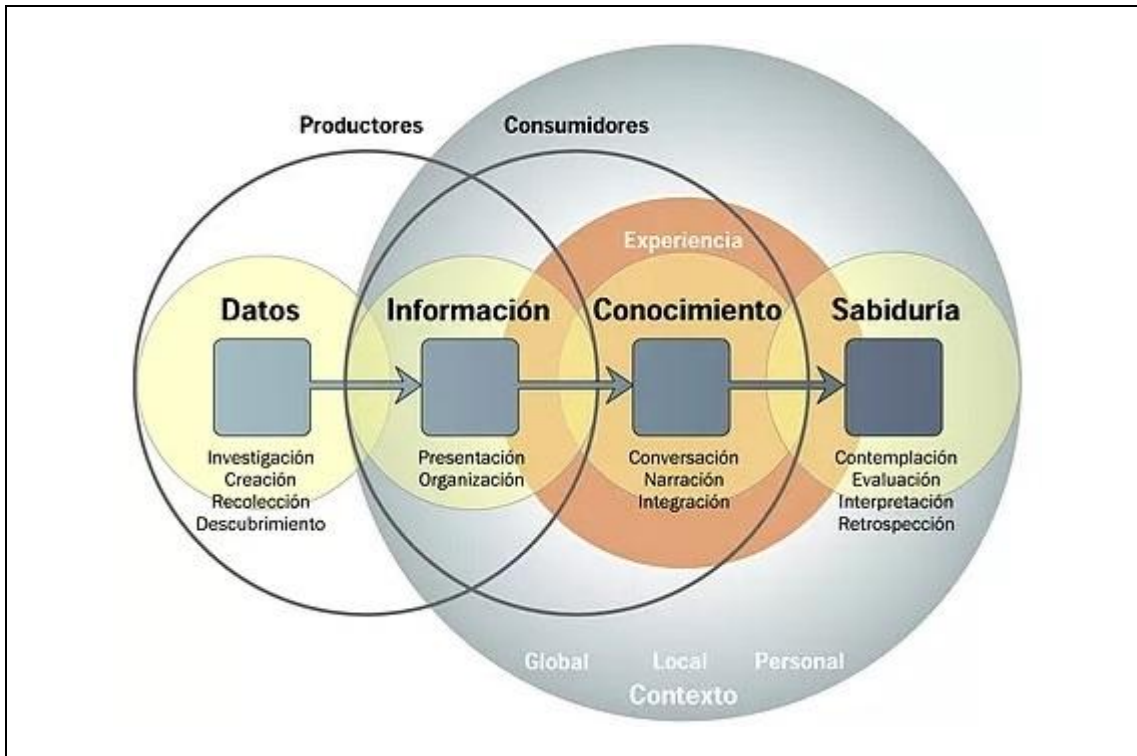 Productores
Consumidores
Experiencia
Datos
Información
Conocimiento
Sabiduría
Investigación
Creación
Recolección
Descubrimiento
Presentación
Organización
Conversación
Narración
Integración
Contemplación
Evaluación
Interpretación
Retrospección
Global
Local
Personal
Contexto